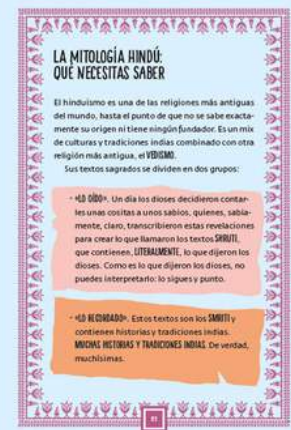 LA MITOLOGÍA HINDÚ:
QUÉ NECESITAS SABER
El hinduismo es una de las religiones más antiguas
del mundo, hasta el punto de que no se sabe exacta-
mente su origen ni tiene ningún fundador. Es un mix
de culturas y tradiciones indias combinado con otra
religión más antigua, el VEDISMO.
Sus textos sagrados se dividen en dos grupos:
· «LO OÍDO». Un día los dioses decidieron contar-
les unas cositas a unos sabios, quienes, sabia-
mente, claro, transcribieron estas revelaciones
para crear lo que llamaron los textos SHRUTI,
que contienen, LITERALMENTE, lo que dijeron los
dioses. Como es lo que dijeron los dioses, no
puedes interpretarlo: lo sigues y punto.
· «LO RECORDADO». Estos textos son los SMRITI y
contienen historias y tradiciones indias.
MUCHAS HISTORIAS Y TRADICIONES INDIAS. De verdad,
muchísimas.